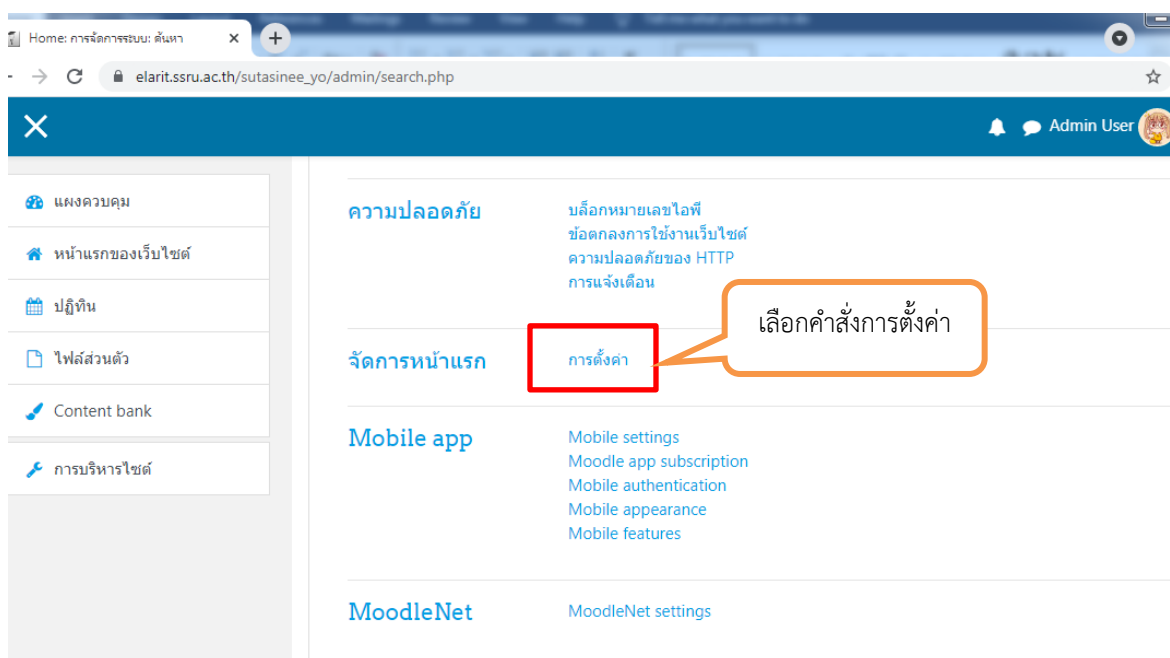 Home: การจัดการระบบ: ค้นหา
elarit.ssru.ac.th/sutasinee_yo/admin/search.php
Admin User
แผงควบคุม
หน้าแรกของเว็บไซต์
ปฏิทิน
ไฟล์ส่วนตัว
Content bank
การบริหารไซต์
ความปลอดภัย
บล็อกหมายเลขไอพี
ข้อตกลงการใช้งานเว็บไซต์
ความปลอดภัยของ HTTP
การแจ้งเตือน
เลือกคำสั่งการตั้งค่า
จัดการหน้าแรก
การตั้งค่า
Mobile app
Mobile settings
Moodle app subscription
Mobile authentication
Mobile appearance
Mobile features
MoodleNet
MoodleNet settings